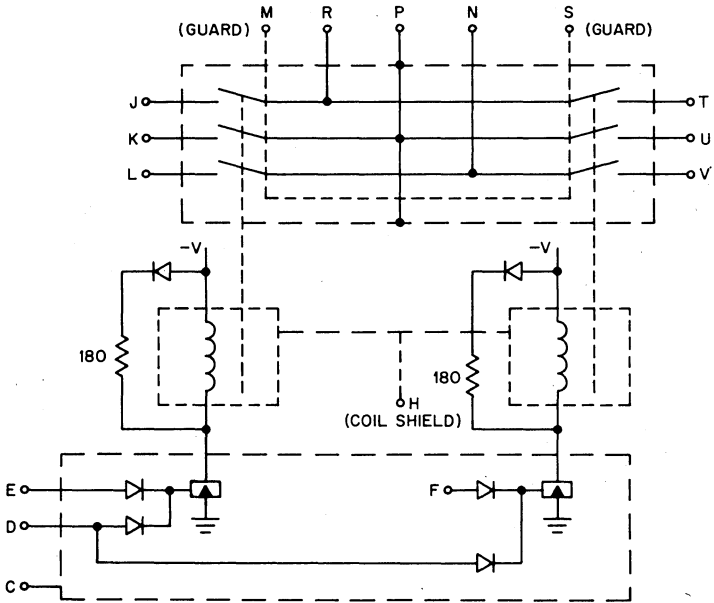 M R P N S
(GUARD) (GUARD)
J T
K U
L V
-V -V
180
180
H
(COIL SHIELD)
E F
D
C